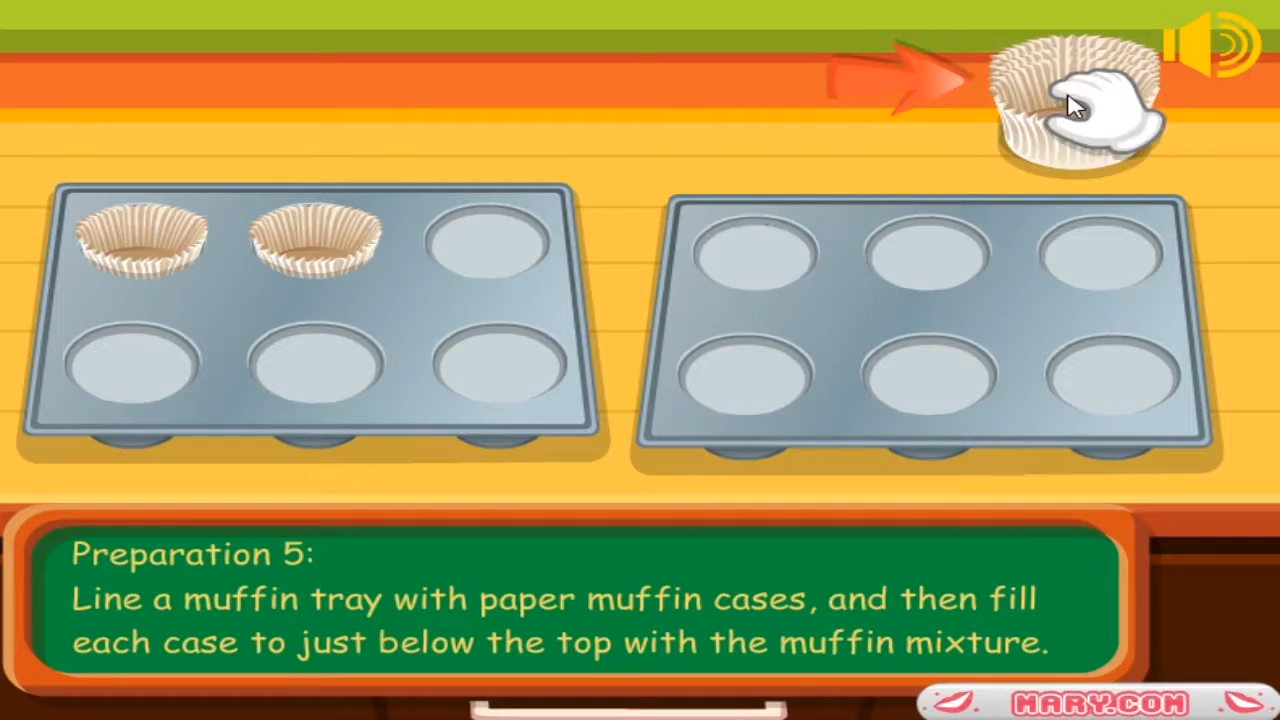 Preparation 5:
Line a muffin tray with paper muffin cases, and then fill
each case to just below the top with the muffin mixture.
MARY.COM